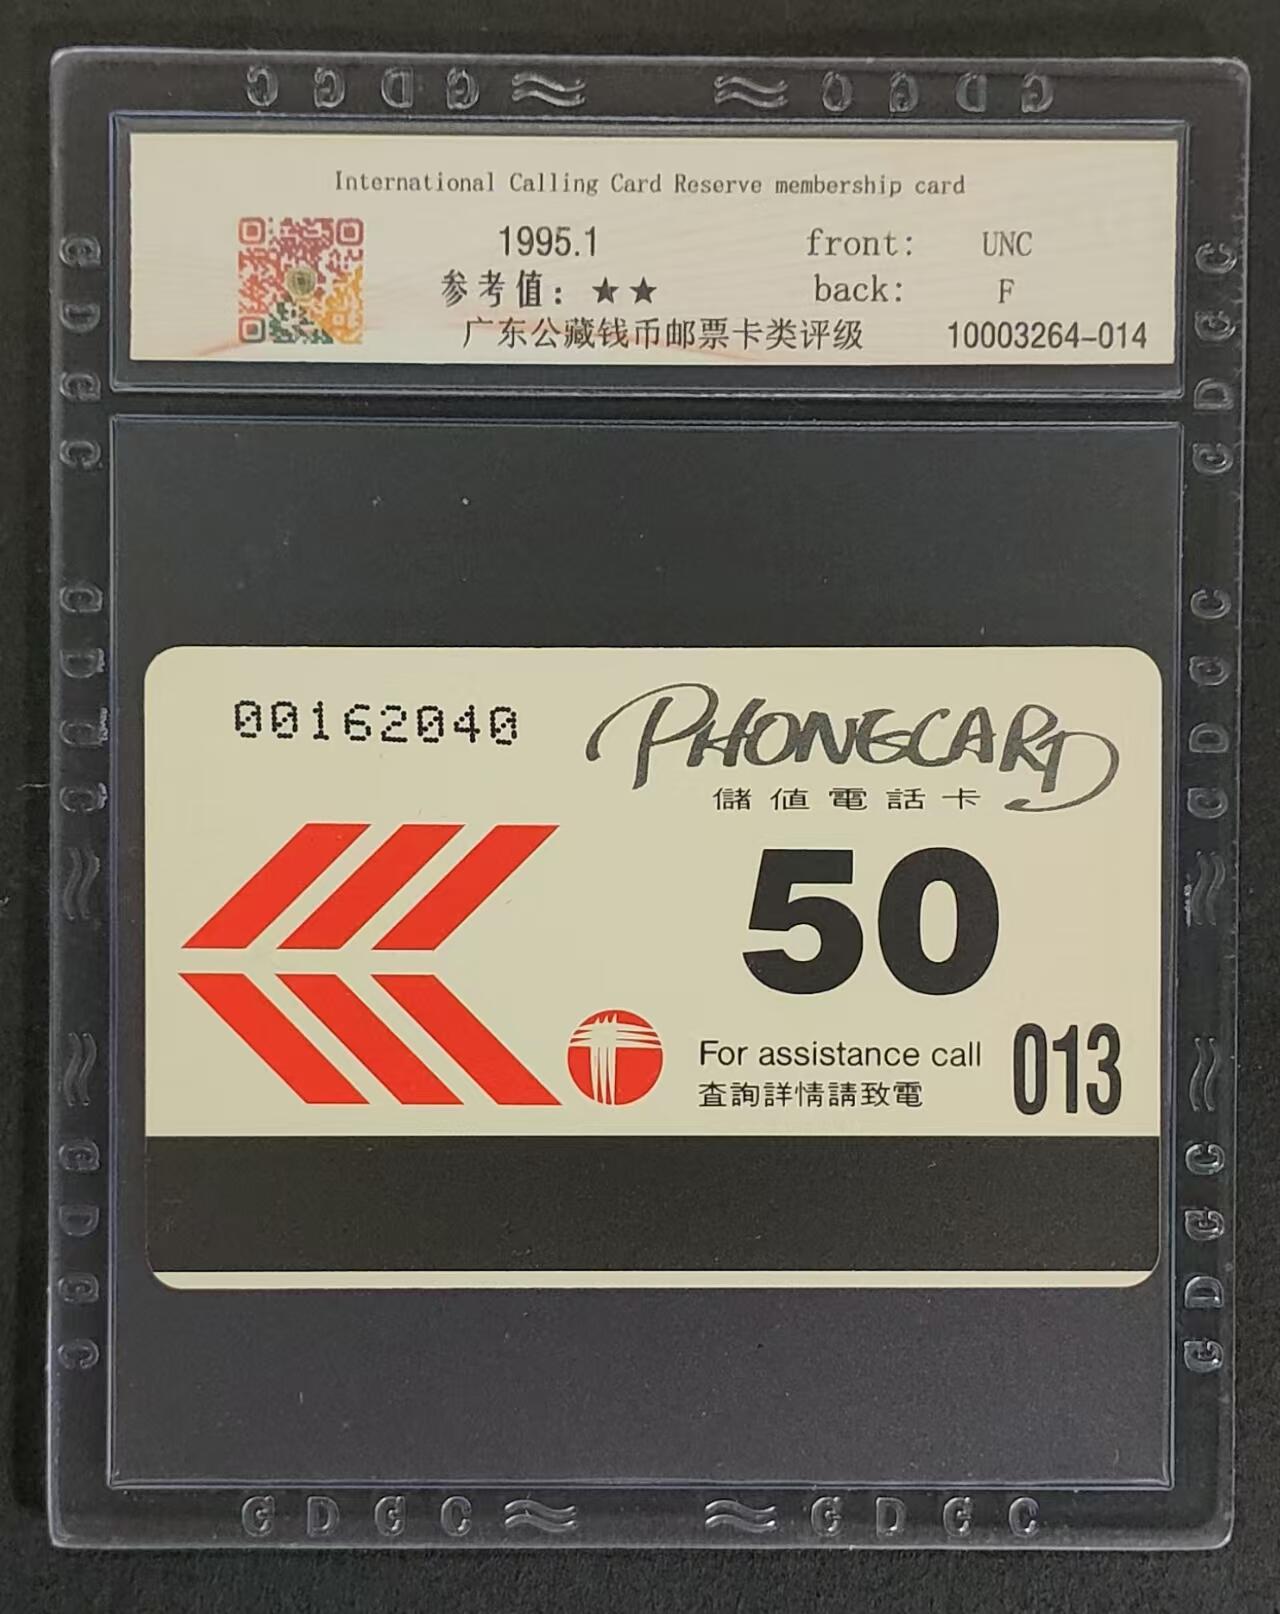 G D G C
C G D G
International Calling Card Reserve membership card
1995.1
front: UNC
参考值：★★
back: F
广东公藏钱币邮票卡类评级
10003264-014
00162040
PHONECARD
儲值電話卡
50
For assistance call
查詢詳情請致電
013
G D G C
G D G C